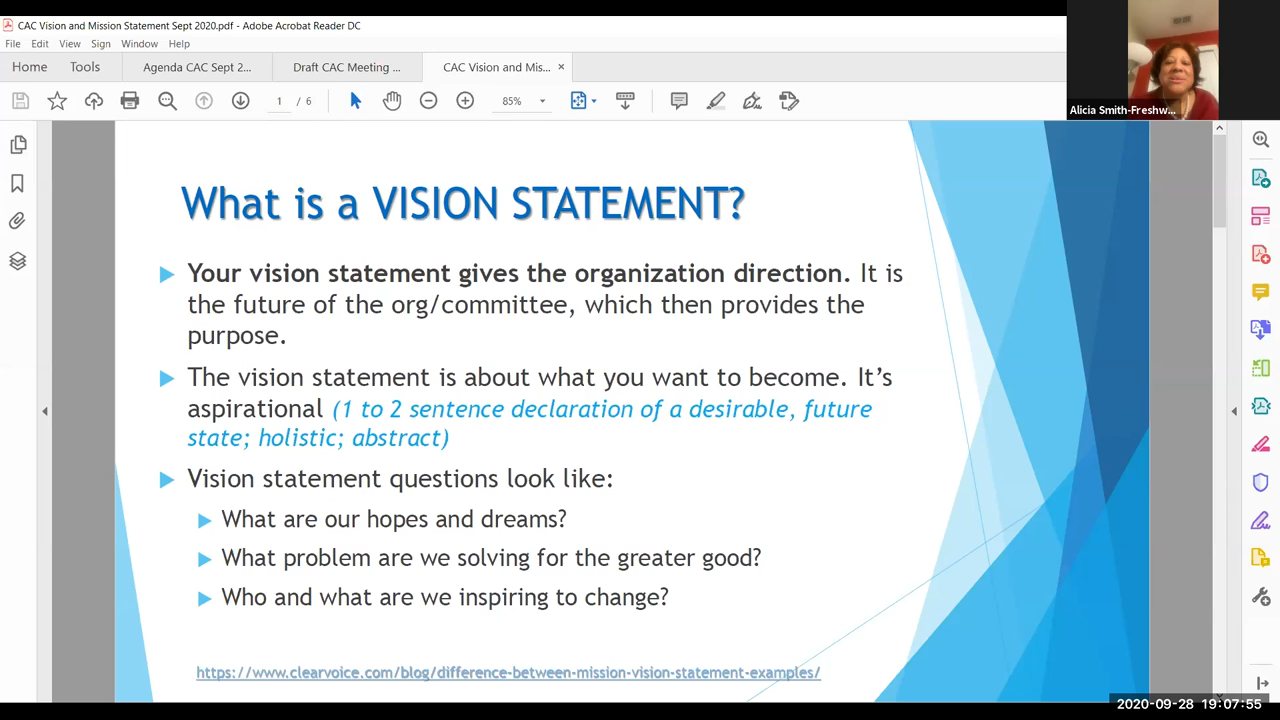 CAC Vision and Mission Statement Sept 2020.pdf - Adobe Acrobat Reader DC
File Edit View Sign Window Help
Home Tools Agenda CAC Sept 2... Draft CAC Meeting ... CAC Vision and Mis... ×
1 / 6 85%
Alicia Smith-Freshw...
What is a VISION STATEMENT?
Your vision statement gives the organization direction. It is
the future of the org/committee, which then provides the
purpose.
The vision statement is about what you want to become. It’s
aspirational (1 to 2 sentence declaration of a desirable, future
state; holistic; abstract)
Vision statement questions look like:
What are our hopes and dreams?
What problem are we solving for the greater good?
Who and what are we inspiring to change?
https://www.clearvoice.com/blog/difference-between-mission-vision-statement-examples/
2020-09-28 19:07:55